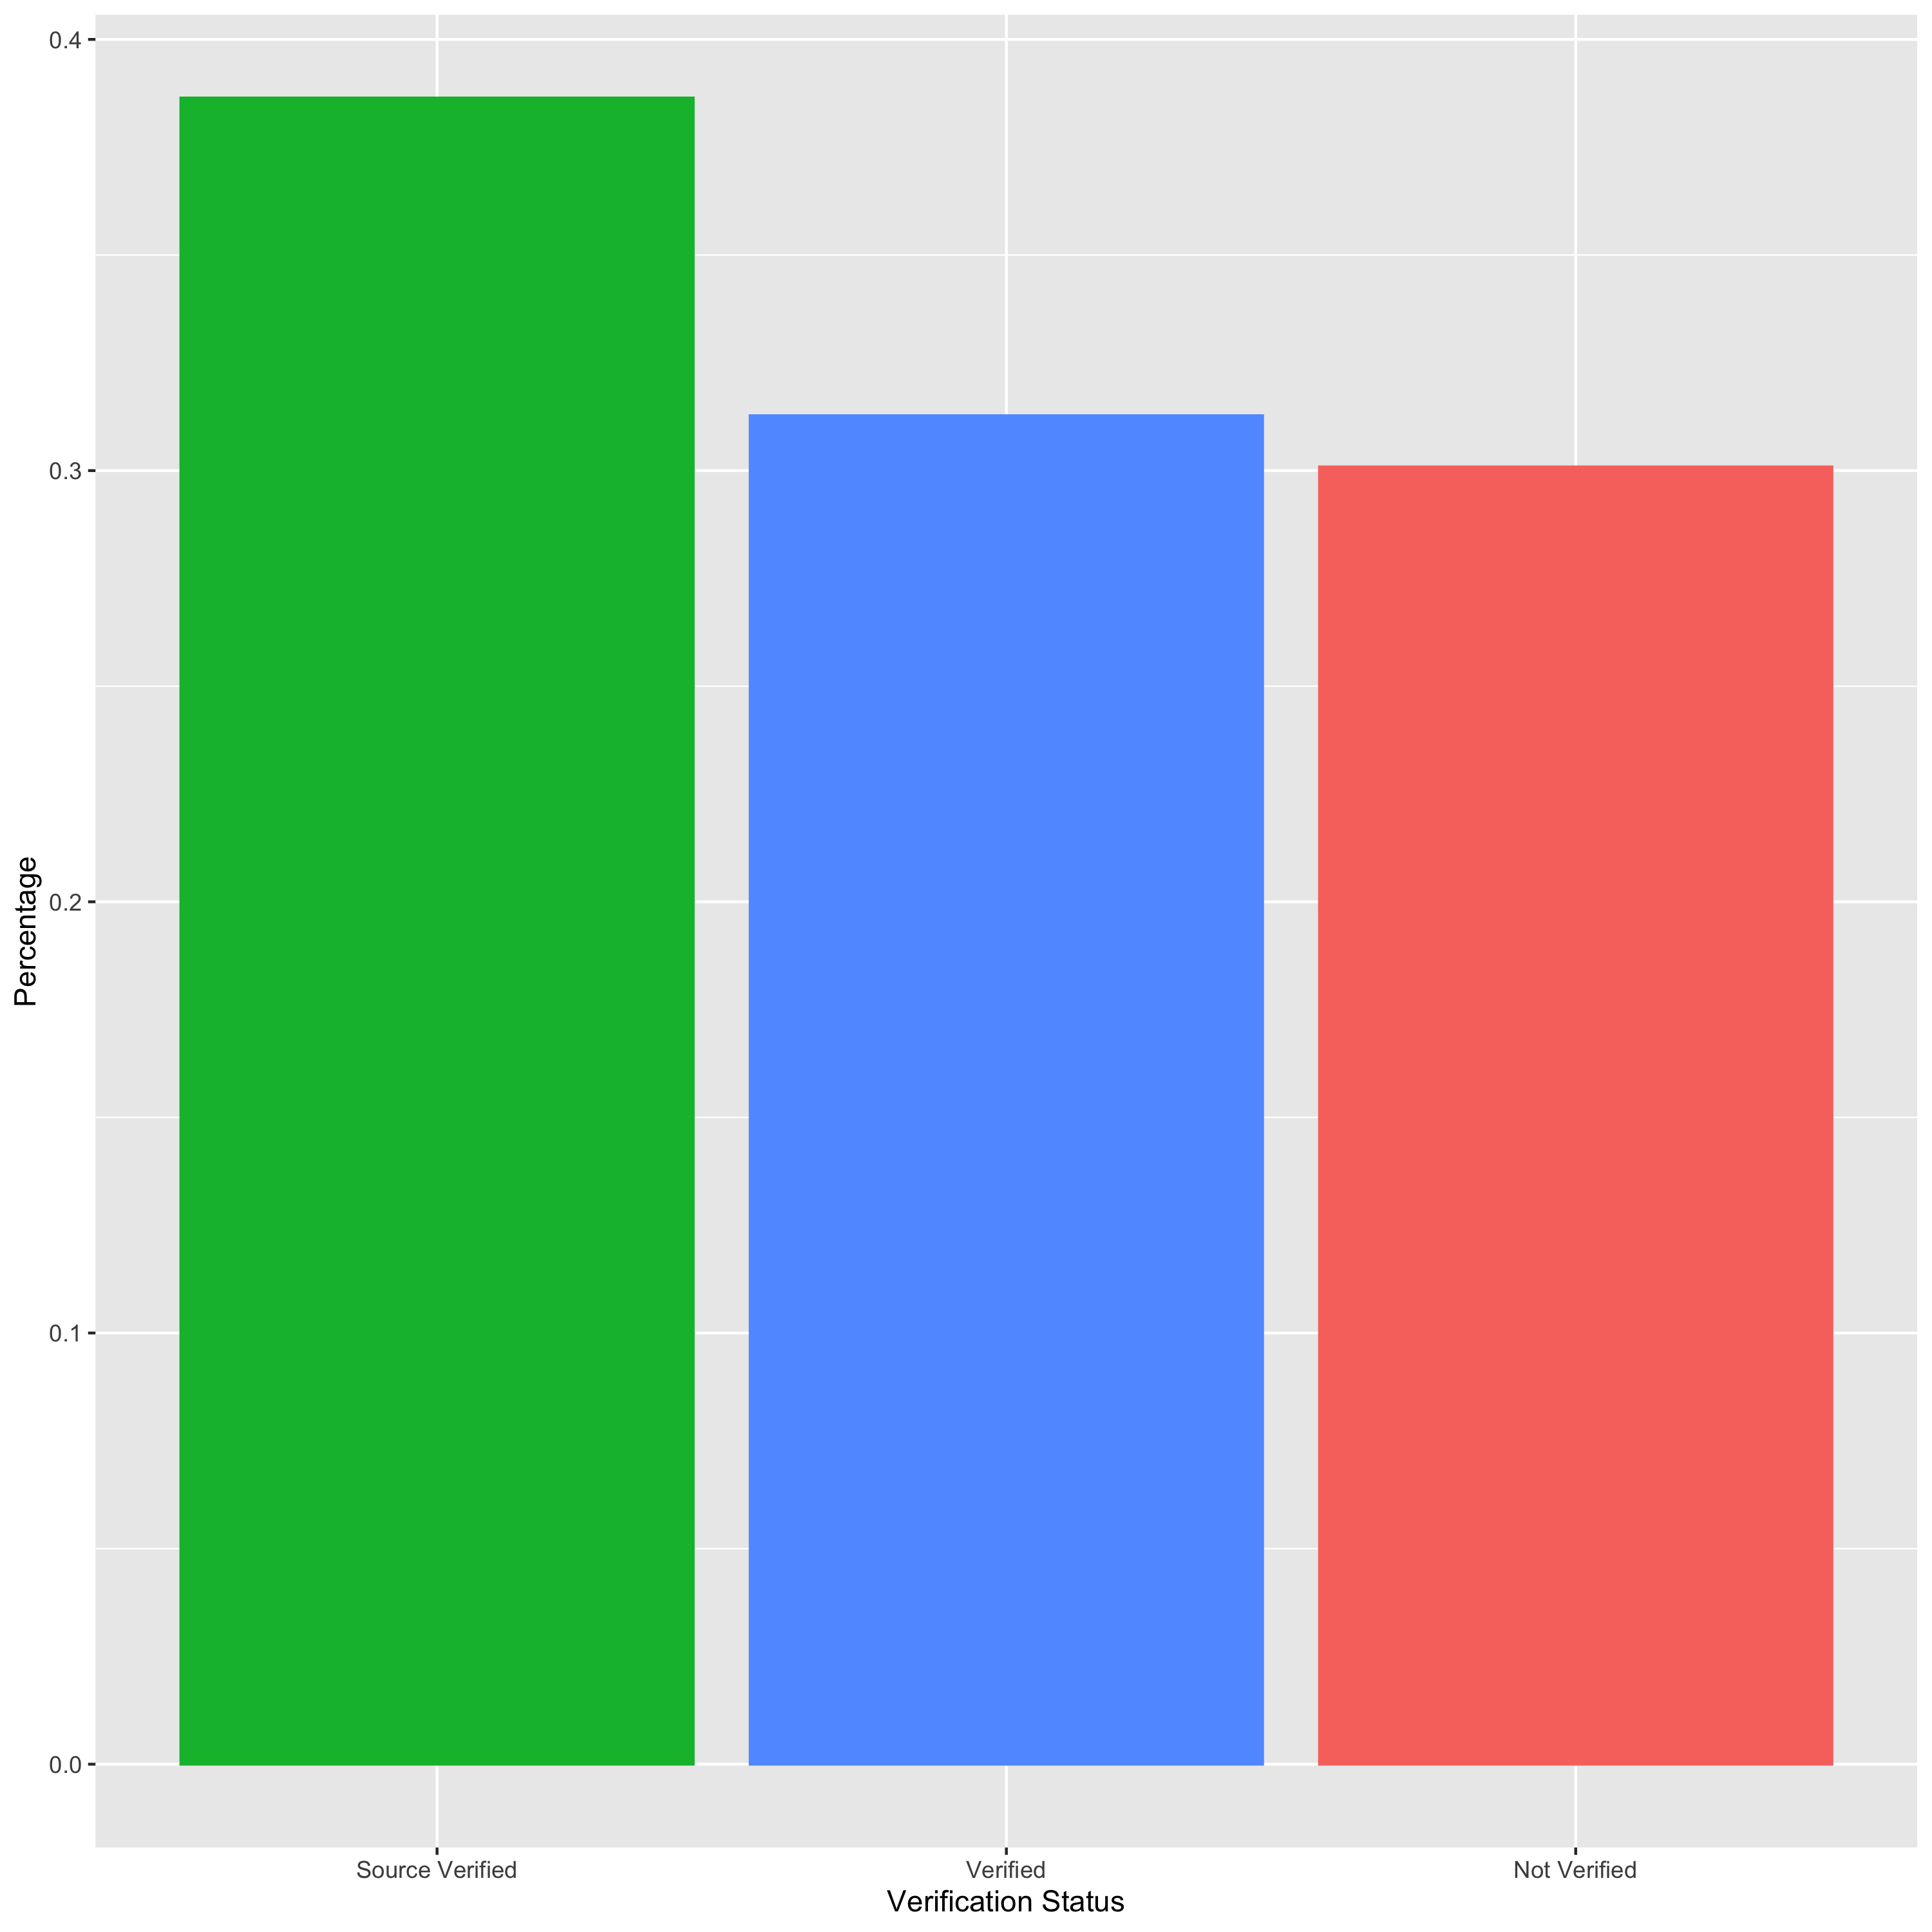 0.4
0.3
0.2
0.1
0.0
Percentage
Source Verified
Verified
Not Verified
Verification Status